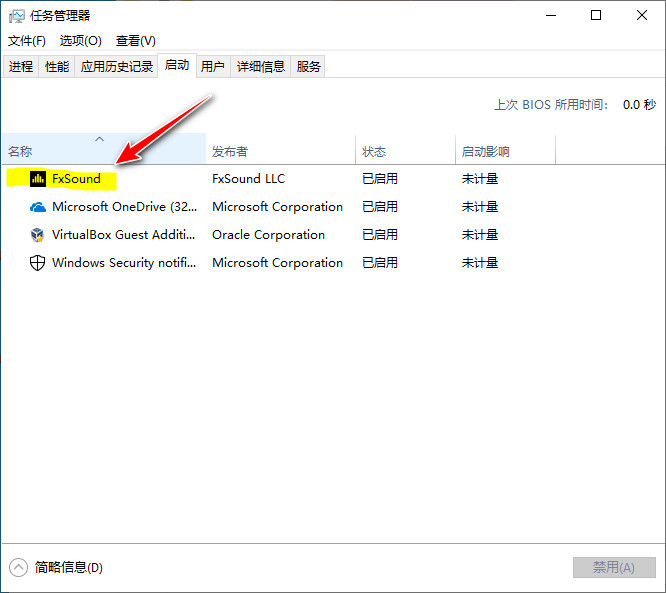 任务管理器
文件(F) 选项(O) 查看(V)
进程 性能 应用历史记录 启动 用户 详细信息 服务
上次 BIOS 所用时间: 0.0 秒
名称 发布者 状态 启动影响
FxSound FxSound LLC 已启用 未计量
Microsoft OneDrive (32... Microsoft Corporation 已启用 未计量
VirtualBox Guest Additi... Oracle Corporation 已启用 未计量
Windows Security notifi... Microsoft Corporation 已启用 未计量
简略信息(D) 禁用(A)